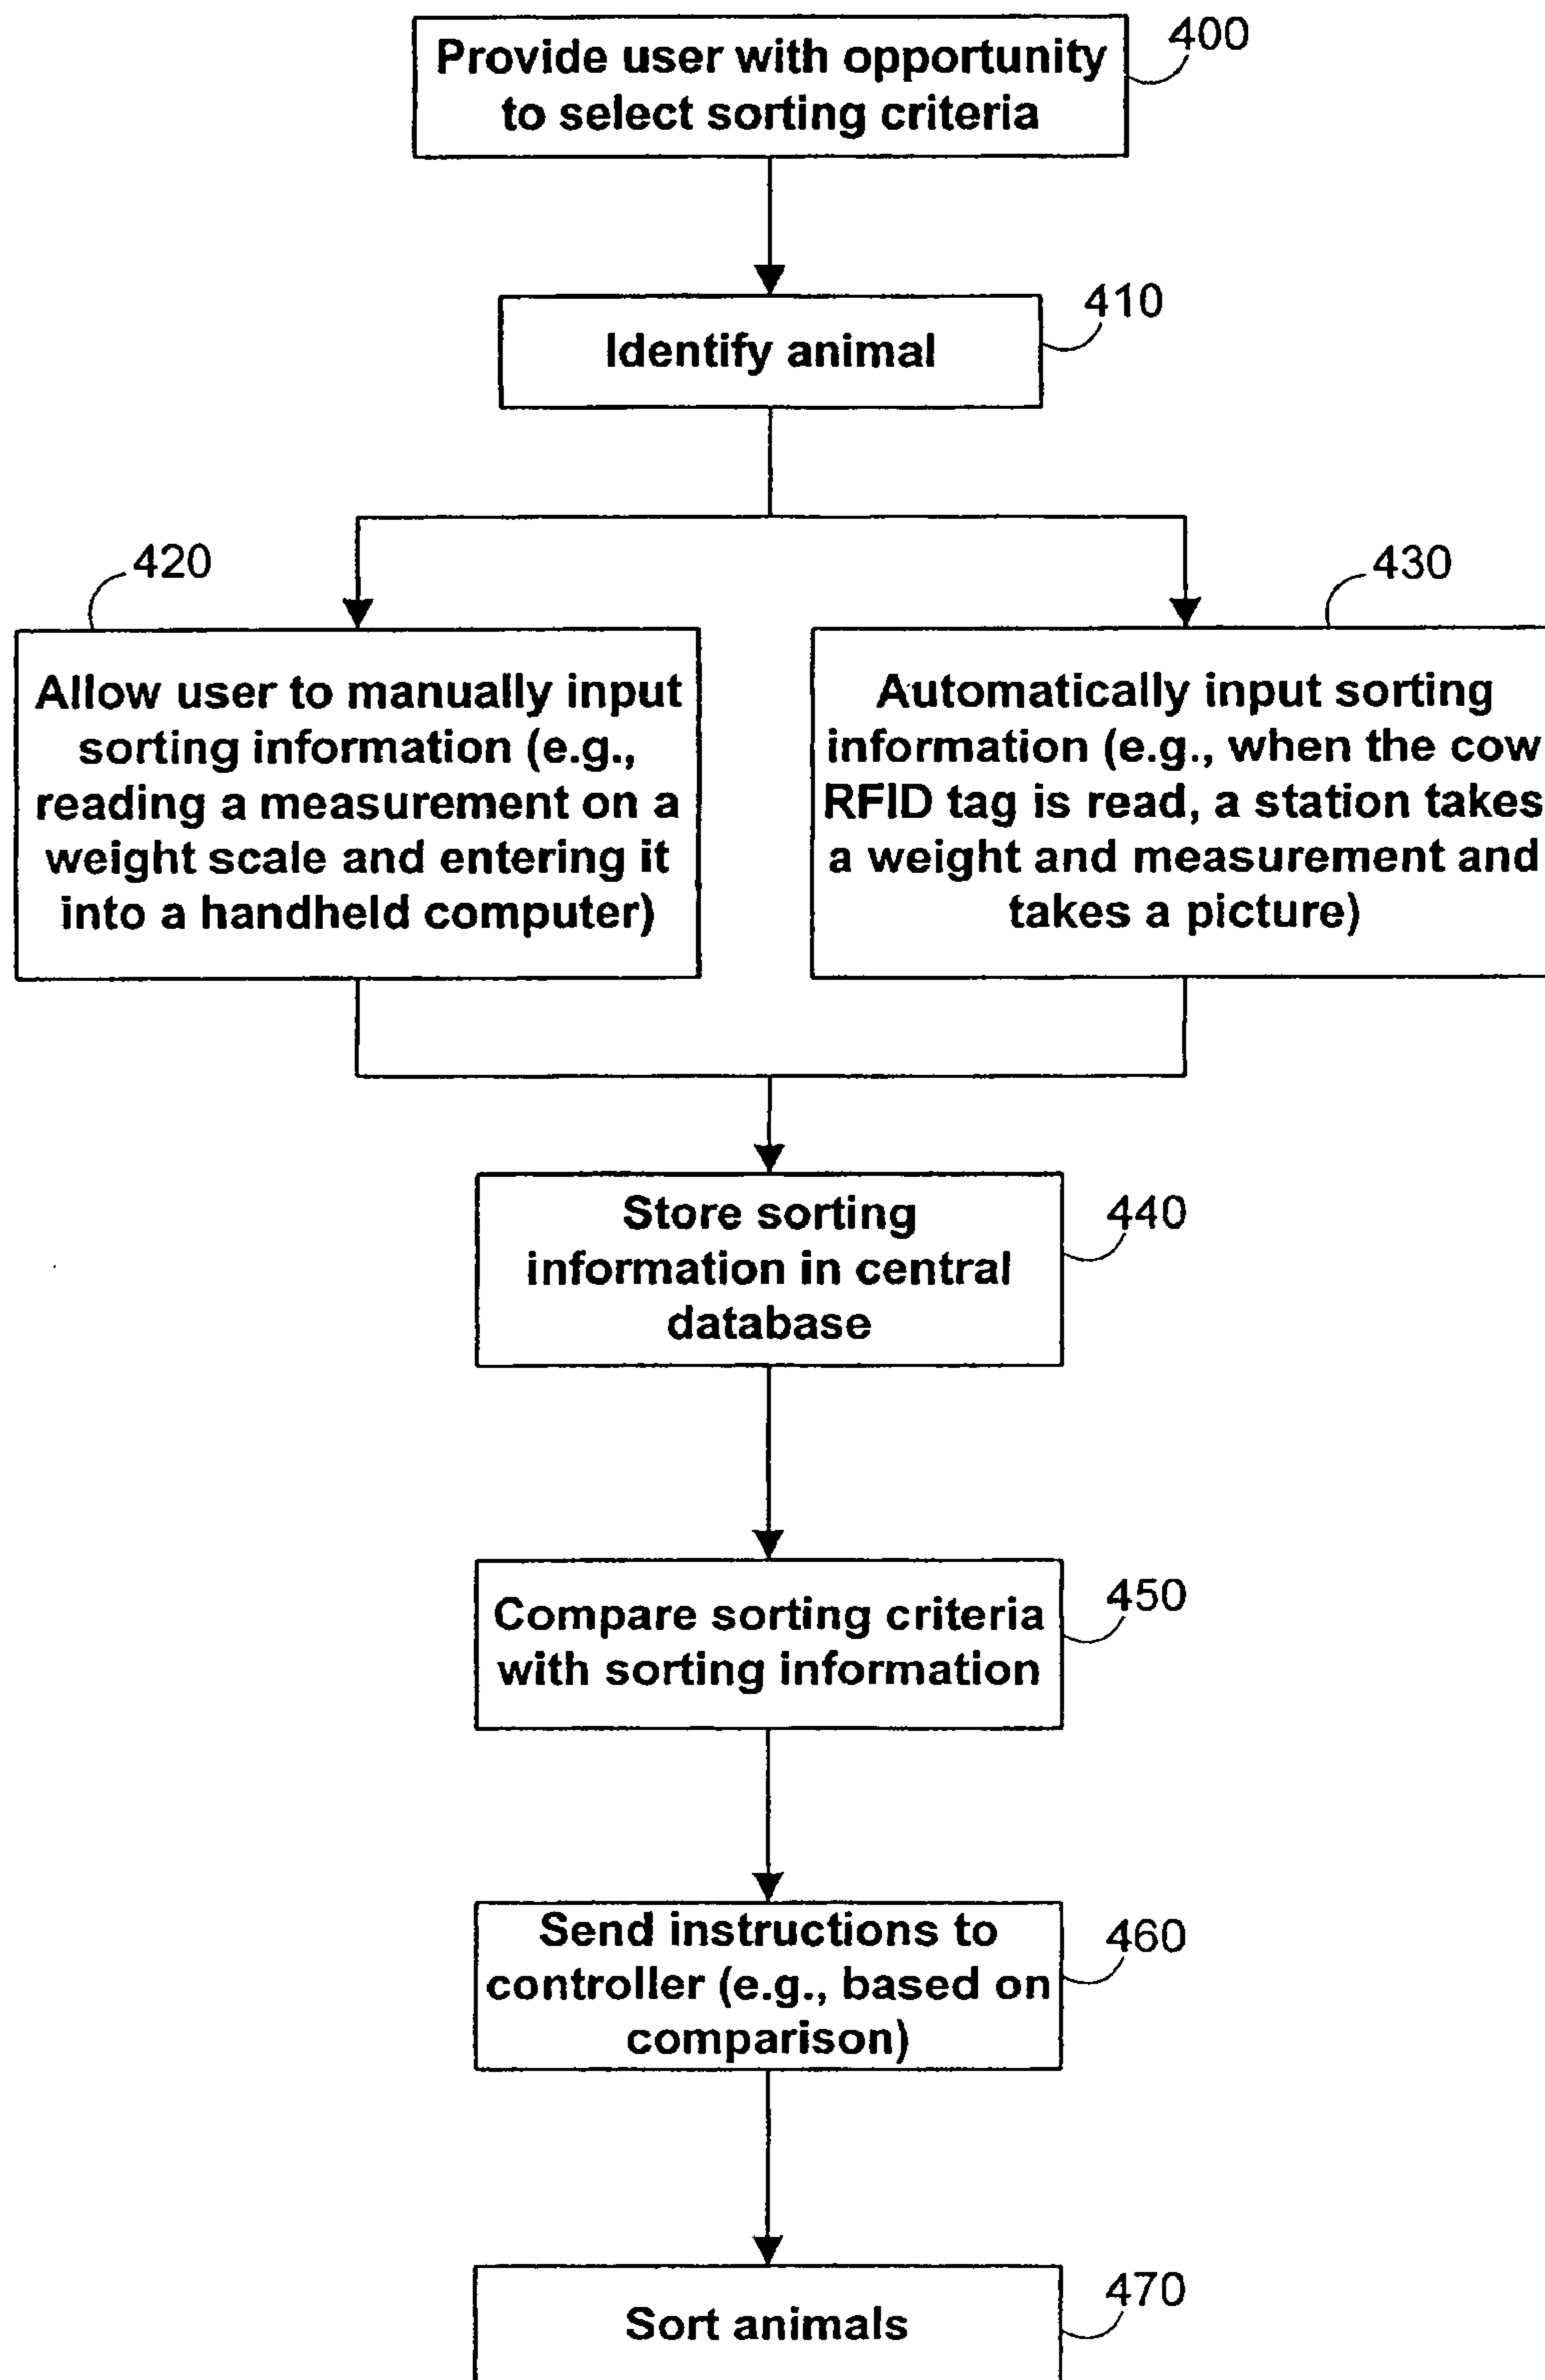 Provide user with opportunity
to select sorting criteria
400
Identify animal
410
420
Allow user to manually input
sorting information (e.g.,
reading a measurement on a
weight scale and entering it
into a handheld computer)
430
Automatically input sorting
information (e.g., when the cow
RFID tag is read, a station takes
a weight and measurement and
takes a picture)
Store sorting
information in central
database
440
Compare sorting criteria
with sorting information
450
Send instructions to
controller (e.g., based on
comparison)
460
Sort animals
470